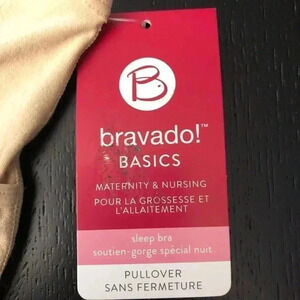 B
bravado!™
BASICS
MATERNITY & NURSING
POUR LA GROSSESSE ET
L'ALLAITEMENT
sleep bra
soutien-gorge spécial nuit
PULLOVER
SANS FERMETURE